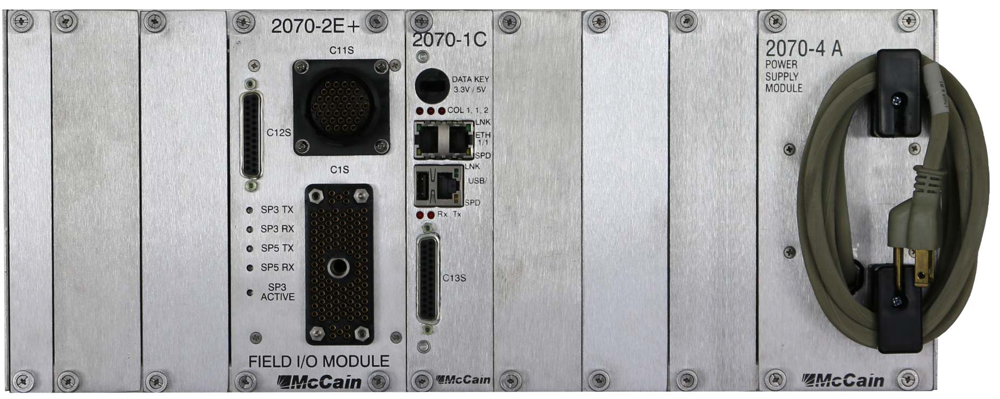 2070-2E+
C11S
C12S
C1S
SP3 TX
SP3 RX
SP5 TX
SP5 RX
SP3
ACTIVE
FIELD I/O MODULE
McCain
2070-1C
DATA KEY
3.3V / 5V
COL 1, 1, 2
LNK
ETH
1/1
SPD
LNK
USB/
SPD
Rx, Tx
C13S
McCain
2070-4 A
POWER
SUPPLY
MODULE
McCain